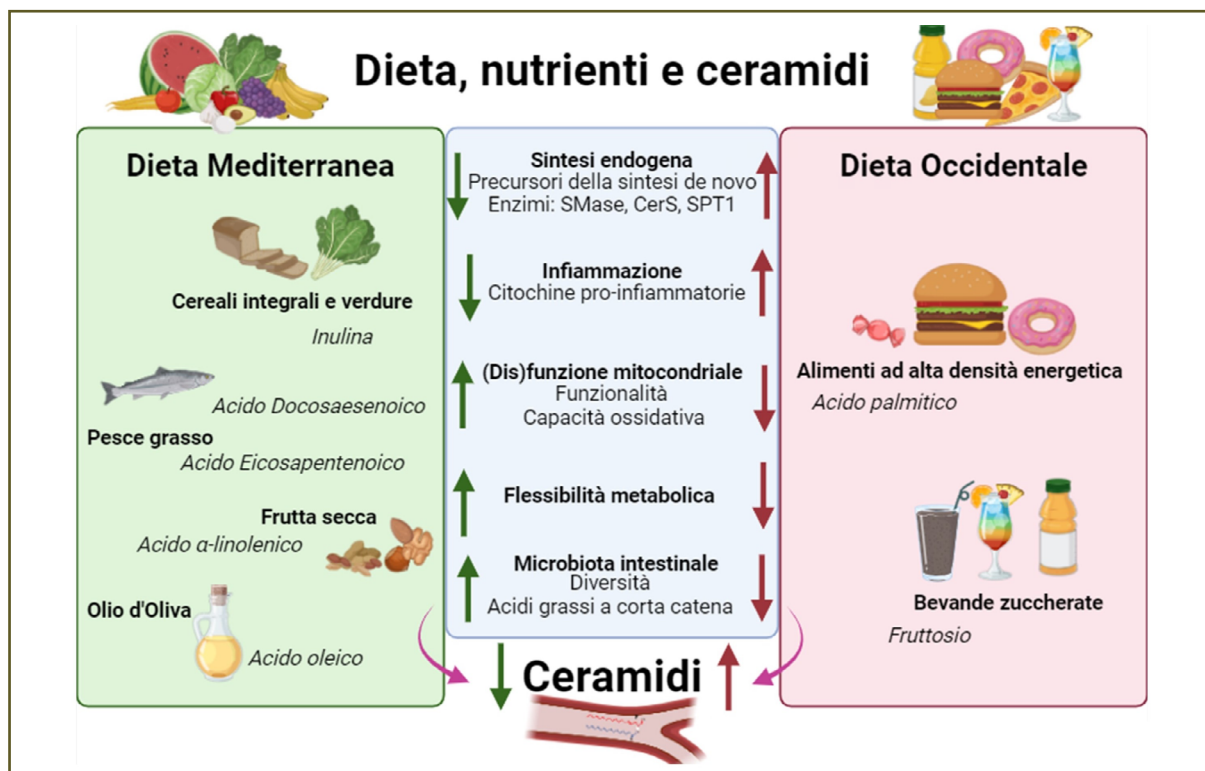 Dieta, nutrienti e ceramidi
Dieta Mediterranea
Cereali integrali e verdure
Inulina
Acido Docosaesenoico
Pesce grasso
Acido Eicosapentenoico
Frutta secca
Acido α-linolenico
Olio d'Oliva
Acido oleico
Sintesi endogena
Precursori della sintesi de novo
Enzimi: SMase, CerS, SPT1
Infiammazione
Citochine pro-infiammatorie
(Dis)funzione mitocondriale
Funzionalità
Capacità ossidativa
Flessibilità metabolica
Microbiota intestinale
Diversità
Acidi grassi a corta catena
Ceramidi
Dieta Occidentale
Alimenti ad alta densità energetica
Acido palmitico
Bevande zuccherate
Fruttosio